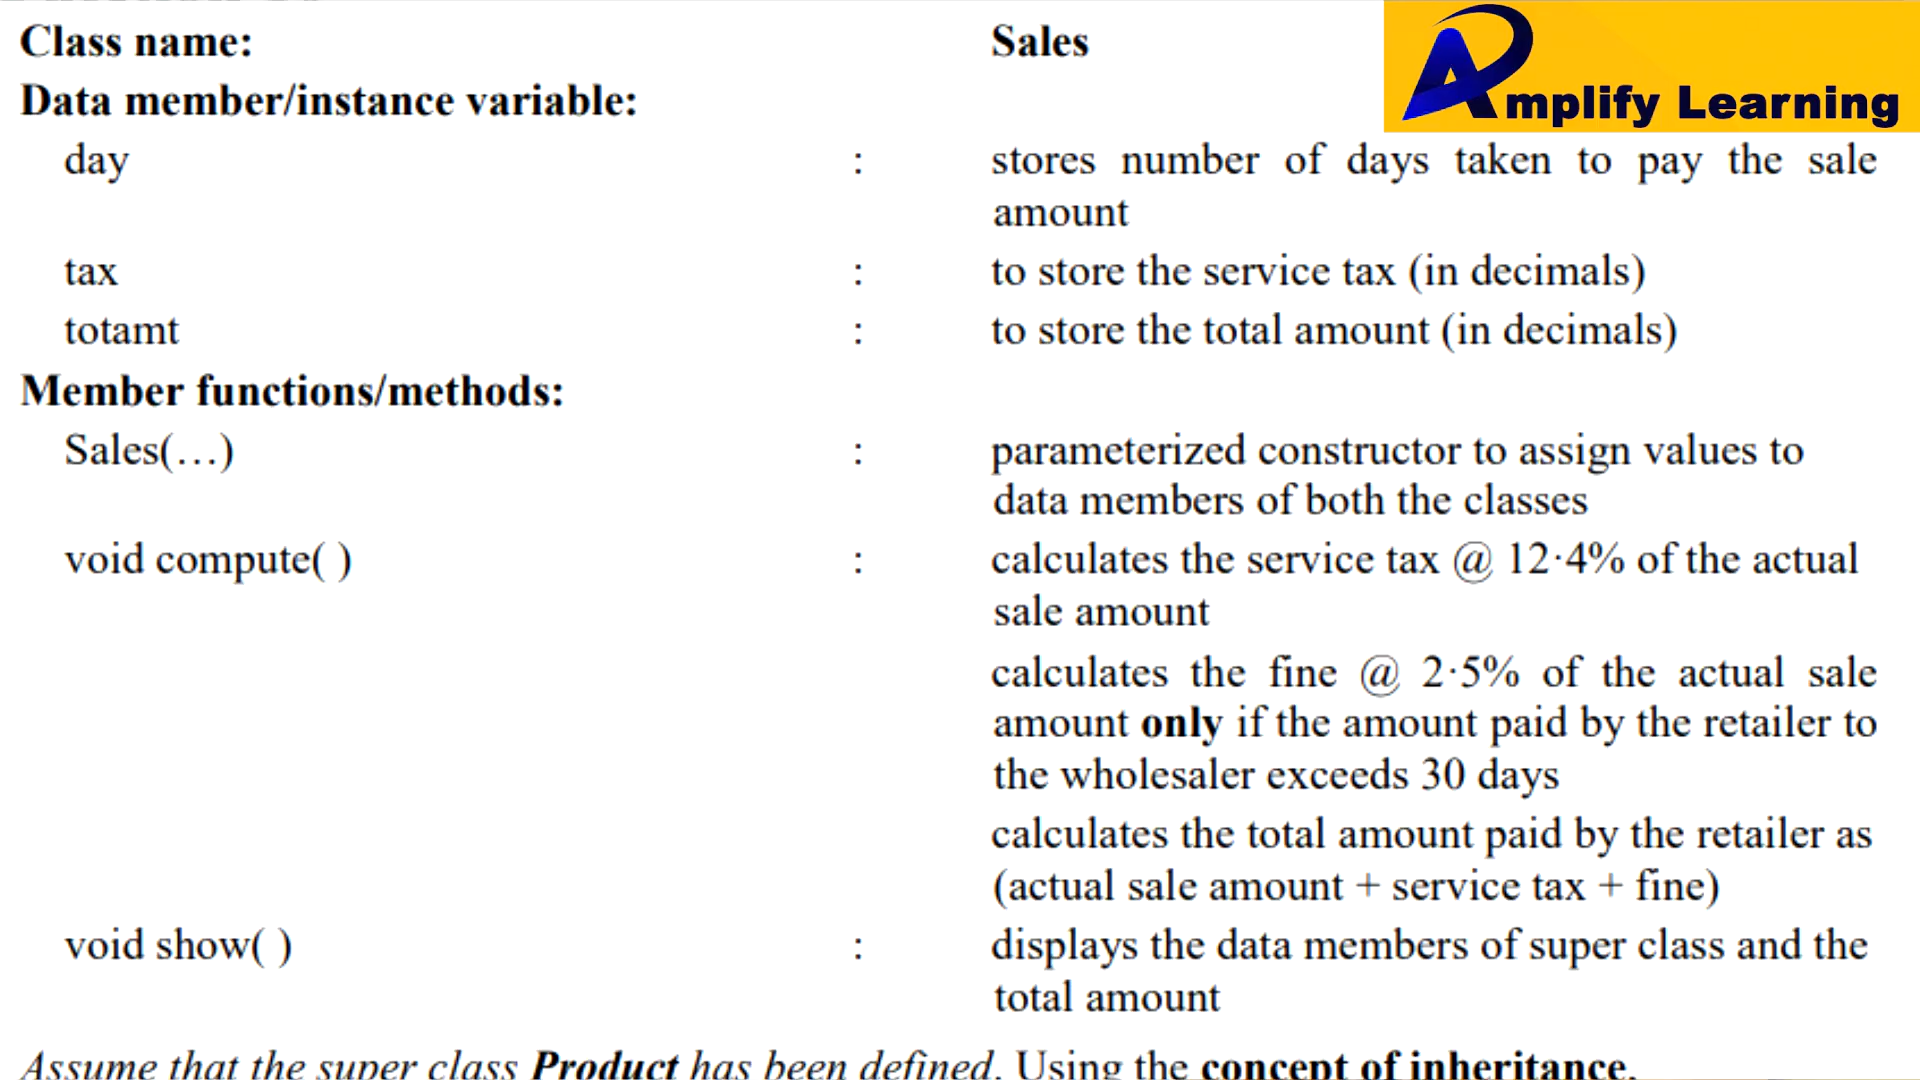 Class name: Sales
Data member/instance variable:
day : stores number of days taken to pay the sale
amount
tax : to store the service tax (in decimals)
totamt : to store the total amount (in decimals)
Member functions/methods:
Sales(…) : parameterized constructor to assign values to
data members of both the classes
void compute( ) : calculates the service tax @ 12·4% of the actual
sale amount
calculates the fine @ 2·5% of the actual sale
amount only if the amount paid by the retailer to
the wholesaler exceeds 30 days
calculates the total amount paid by the retailer as
(actual sale amount + service tax + fine)
void show( ) : displays the data members of super class and the
total amount
Assume that the super class Product has been defined. Using the concept of inheritance,
Amplify Learning